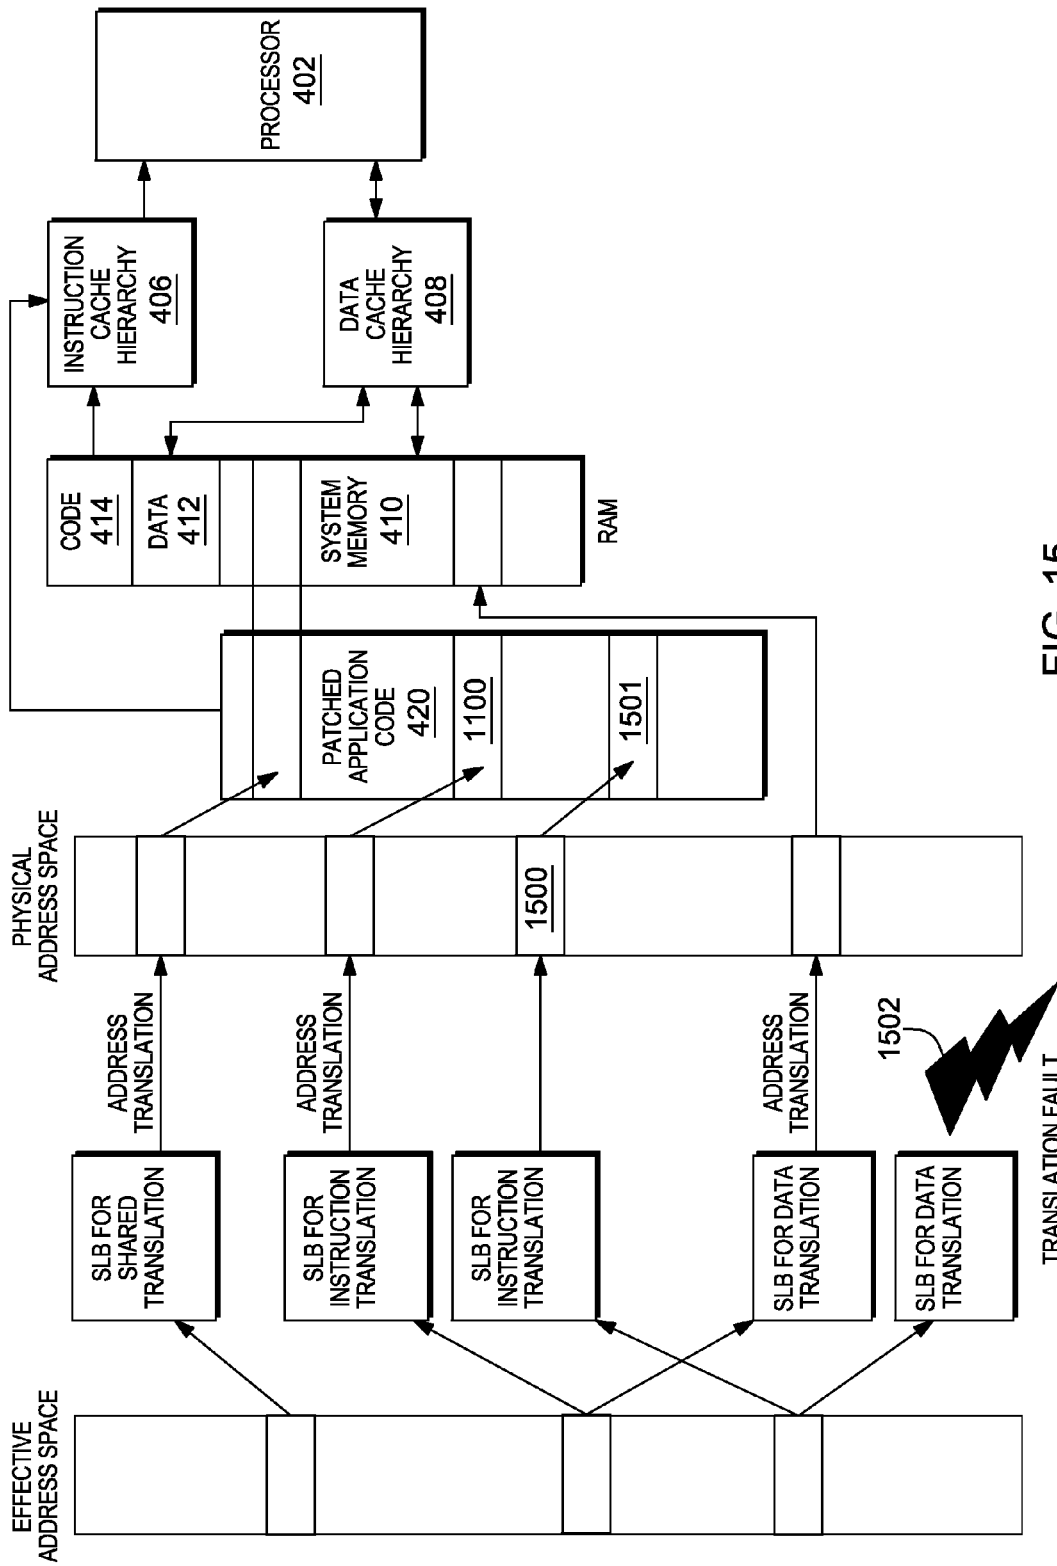 EFFECTIVE
ADDRESS SPACE
SLB FOR
SHARED
TRANSLATION
SLB FOR
INSTRUCTION
TRANSLATION
SLB FOR
INSTRUCTION
TRANSLATION
SLB FOR DATA
TRANSLATION
SLB FOR DATA
TRANSLATION
ADDRESS
TRANSLATION
ADDRESS
TRANSLATION
ADDRESS
TRANSLATION
1502
TRANSLATION FAULT
PHYSICAL
ADDRESS SPACE
1500
PATCHED
APPLICATION
CODE
420
1100
1501
CODE
414
DATA
412
SYSTEM
MEMORY
410
RAM
INSTRUCTION
CACHE
HIERARCHY
406
DATA
CACHE
HIERARCHY
408
PROCESSOR
402
FIG. 15